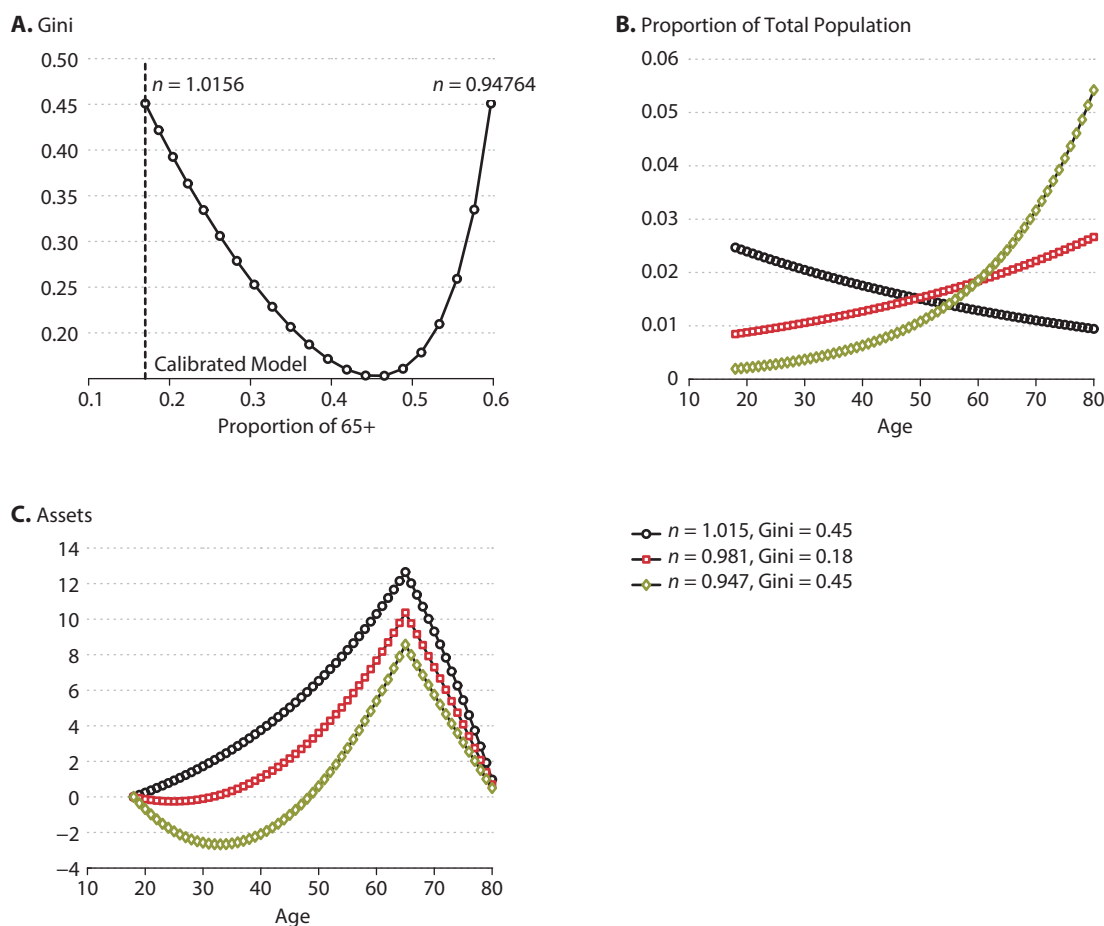 A. Gini
0.50
0.45
0.40
0.35
0.30
0.25
0.20
n = 1.0156
n = 0.94764
Calibrated Model
0.1 0.2 0.3 0.4 0.5 0.6
Proportion of 65+
B. Proportion of Total Population
0.06
0.05
0.04
0.03
0.02
0.01
0
10 20 30 40 50 60 70 80
Age
C. Assets
14
12
10
8
6
4
2
0
−2
−4
10 20 30 40 50 60 70 80
Age
n = 1.015, Gini = 0.45
n = 0.981, Gini = 0.18
n = 0.947, Gini = 0.45